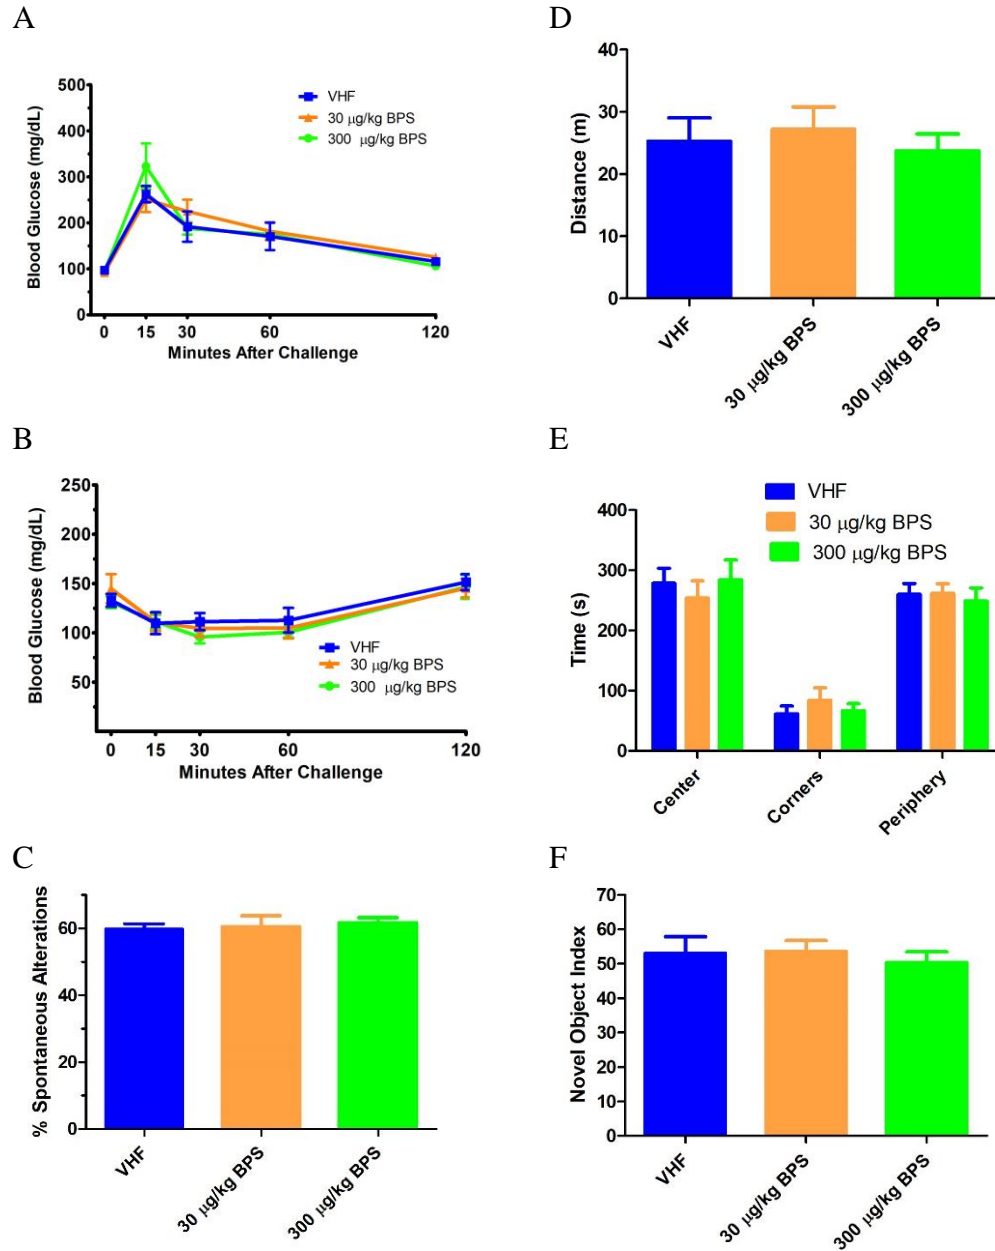 A
500
400
300
200
100
0
Blood Glucose (mg/dL)
VHF
30 μg/kg BPS
300 μg/kg BPS
0 15 30 60 120
Minutes After Challenge
B
250
200
150
100
50
Blood Glucose (mg/dL)
VHF
30 μg/kg BPS
300 μg/kg BPS
0 15 30 60 120
Minutes After Challenge
C
60
40
20
0
% Spontaneous Alterations
VHF
30 μg/kg BPS
300 μg/kg BPS
D
40
30
20
10
0
Distance (m)
VHF
30 μg/kg BPS
300 μg/kg BPS
E
VHF
30 μg/kg BPS
300 μg/kg BPS
400
300
200
100
0
Time (s)
Center
Corners
Periphery
F
70
60
50
40
30
20
10
0
Novel Object Index
VHF
30 μg/kg BPS
300 μg/kg BPS